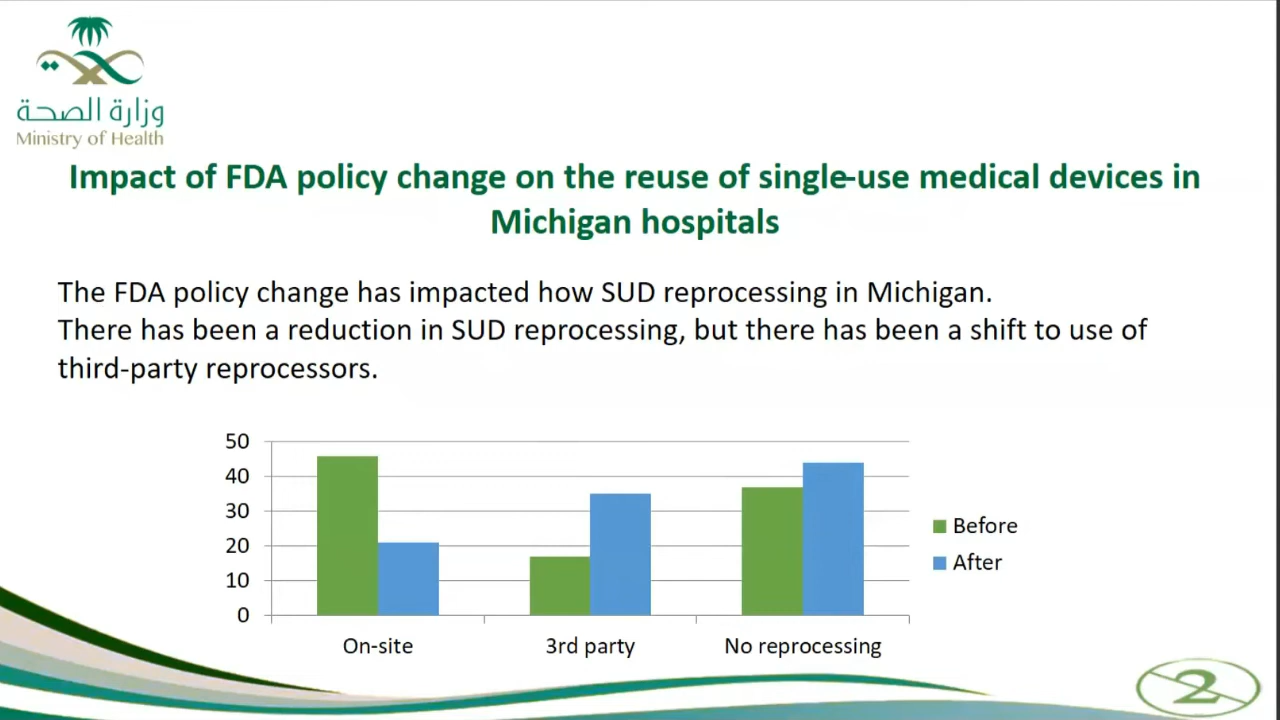 وزارة الصحة
Ministry of Health
Impact of FDA policy change on the reuse of single-use medical devices in
Michigan hospitals
The FDA policy change has impacted how SUD reprocessing in Michigan.
There has been a reduction in SUD reprocessing, but there has been a shift to use of
third-party reprocessors.
50
40
30
20
10
0
Before
After
On-site 3rd party No reprocessing
2